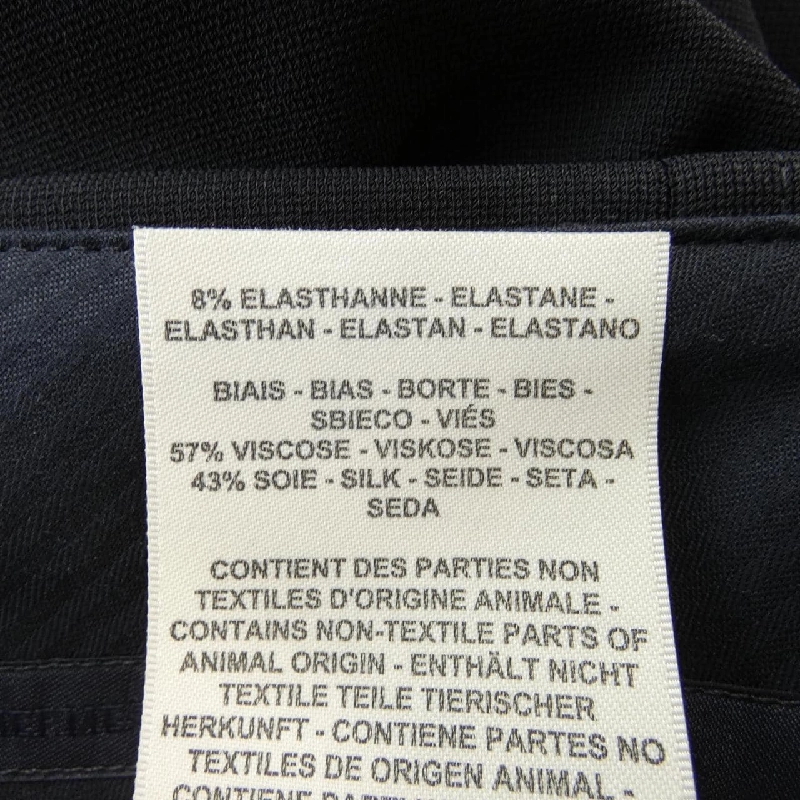 8% ELASTHANNE - ELASTANE -
ELASTHAN - ELASTAN - ELASTANO
BIAIS - BIAS - BORTE - BIES -
SBIECO - VIÉS
57% VISCOSE - VISKOSE - VISCOSA
43% SOIE - SILK - SEIDE - SETA -
SEDA
CONTIENT DES PARTIES NON
TEXTILES D'ORIGINE ANIMALE -
CONTAINS NON-TEXTILE PARTS OF
ANIMAL ORIGIN - ENTHÄLT NICHT
TEXTILE TEILE TIERISCHER
HERKUNFT - CONTIENE PARTES NO
TEXTILES DE ORIGEN ANIMAL -
CONTIENE